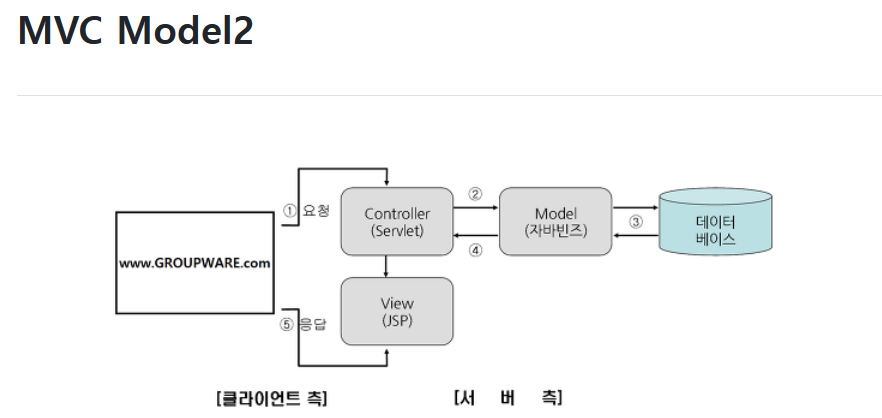 MVC Model2
① 요청
Controller
(Servlet)
②
④
Model
(자바빈즈)
③
데이터
베이스
www.GROUPWARE.com
View
(JSP)
⑤ 응답
[클라이언트 측]
[서 버 측]